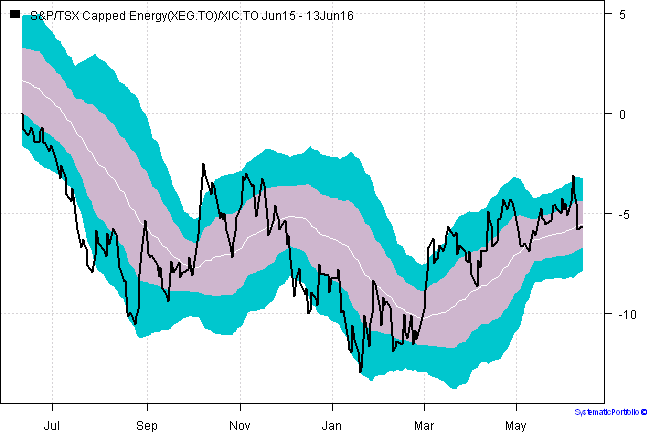 S&P/TSX Capped Energy(XEG.TO)/XIC.TO Jun15 - 13Jun16
5
0
-5
-10
Jul Sep Nov Jan Mar May
SystematicPortfolio ©